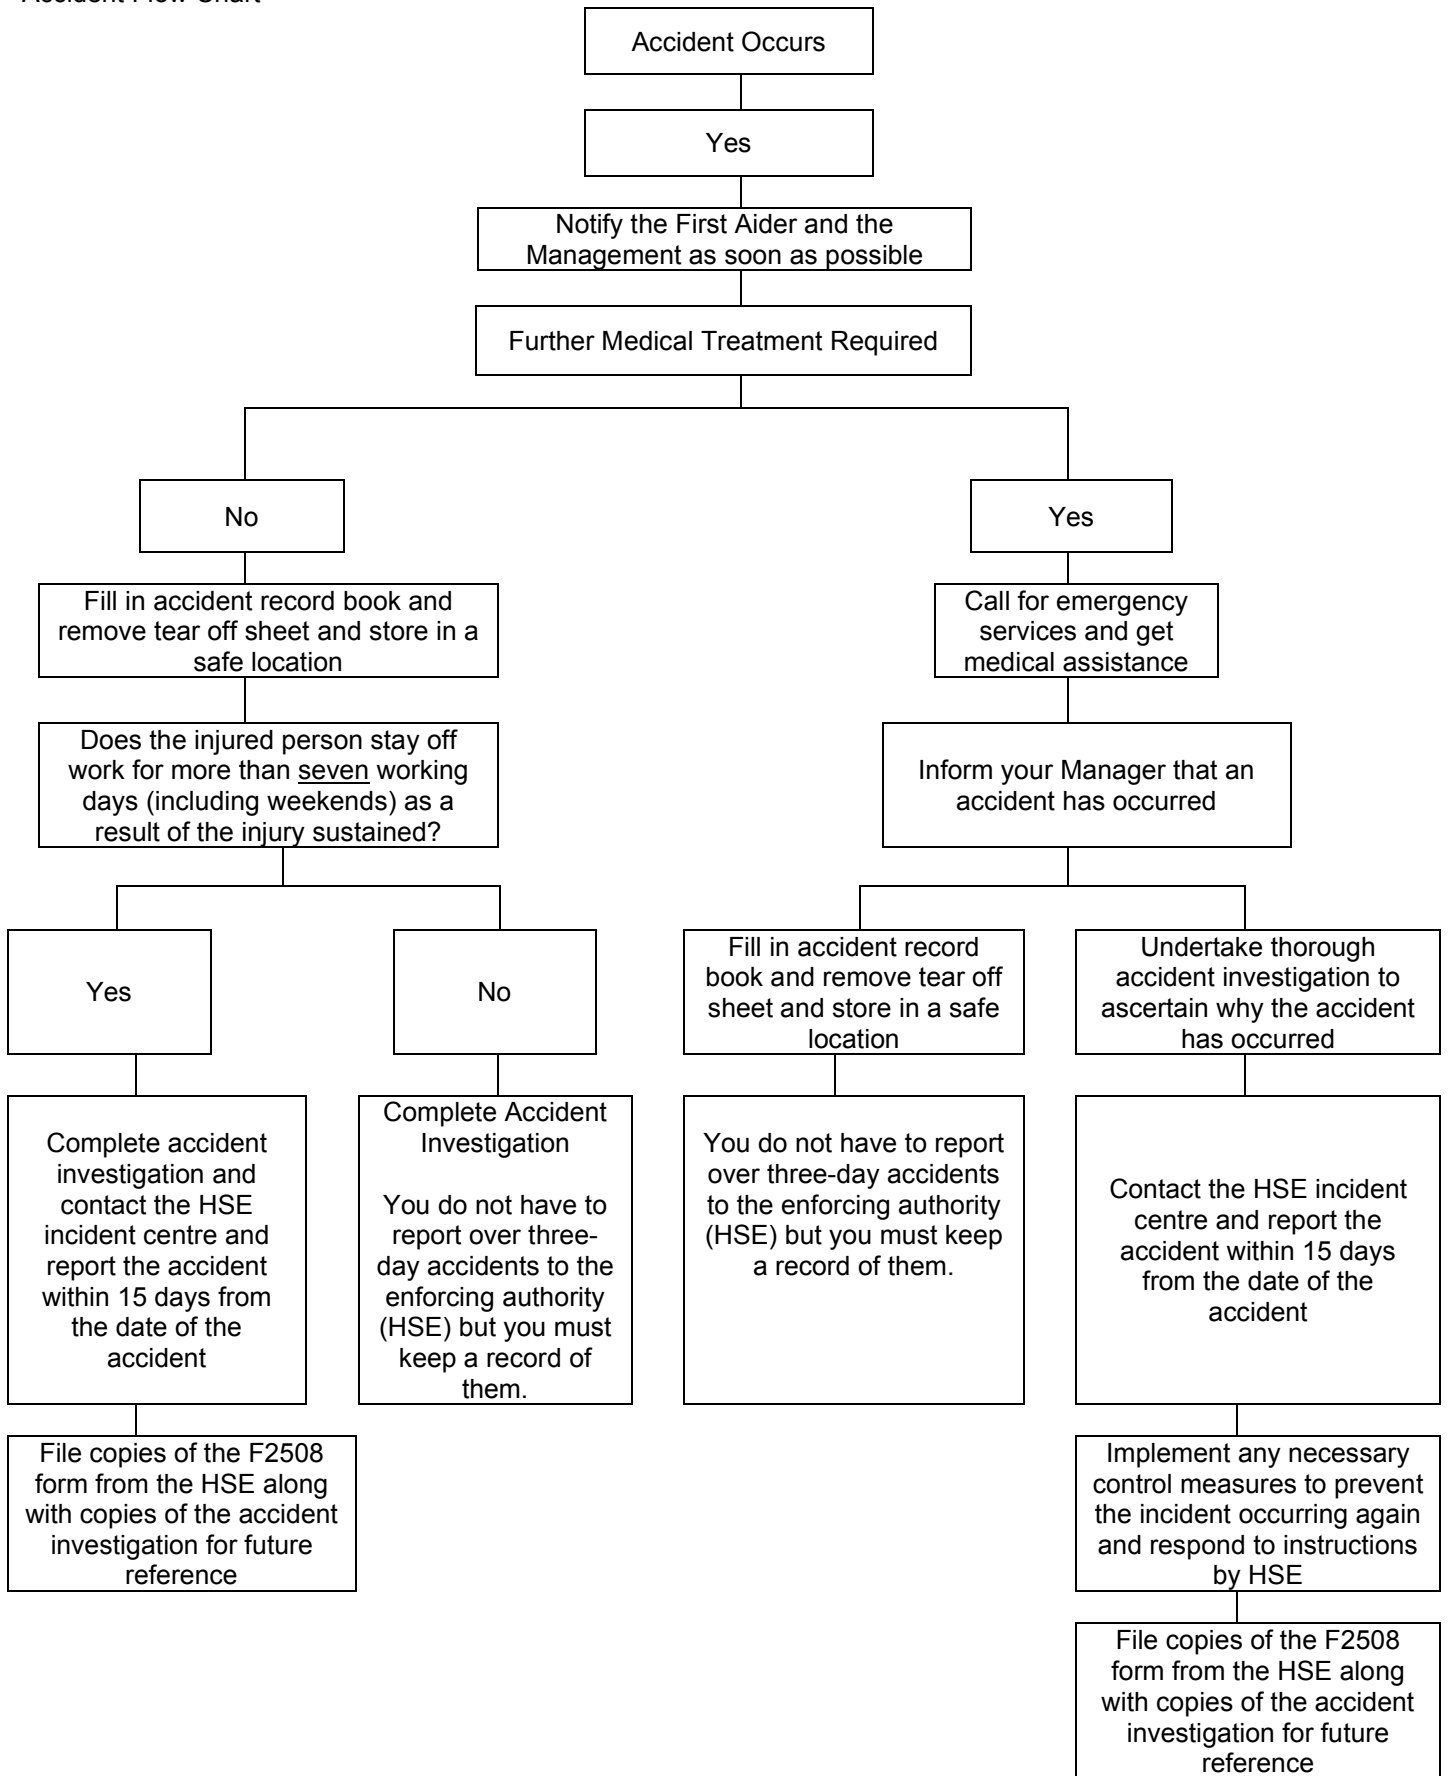 Accident Flow Chart
Accident Occurs
Yes
Notify the First Aider and the
Management as soon as possible
Further Medical Treatment Required
No
Yes
Fill in accident record book and
remove tear off sheet and store in a
safe location
Call for emergency
services and get
medical assistance
Does the injured person stay off
work for more than seven working
days (including weekends) as a
result of the injury sustained?
Inform your Manager that an
accident has occurred
Yes
No
Fill in accident record
book and remove tear off
sheet and store in a safe
location
Undertake thorough
accident investigation to
ascertain why the accident
has occurred
Complete accident
investigation and
contact the HSE
incident centre and
report the accident
within 15 days from
the date of the
accident
Complete Accident
Investigation
You do not have to
report over three-
day accidents to the
enforcing authority
(HSE) but you must
keep a record of
them.
You do not have to report
over three-day accidents
to the enforcing authority
(HSE) but you must keep
a record of them.
Contact the HSE incident
centre and report the
accident within 15 days
from the date of the
accident
File copies of the F2508
form from the HSE along
with copies of the accident
investigation for future
reference
Implement any necessary
control measures to prevent
the incident occurring again
and respond to instructions
by HSE
File copies of the F2508
form from the HSE along
with copies of the accident
investigation for future
reference